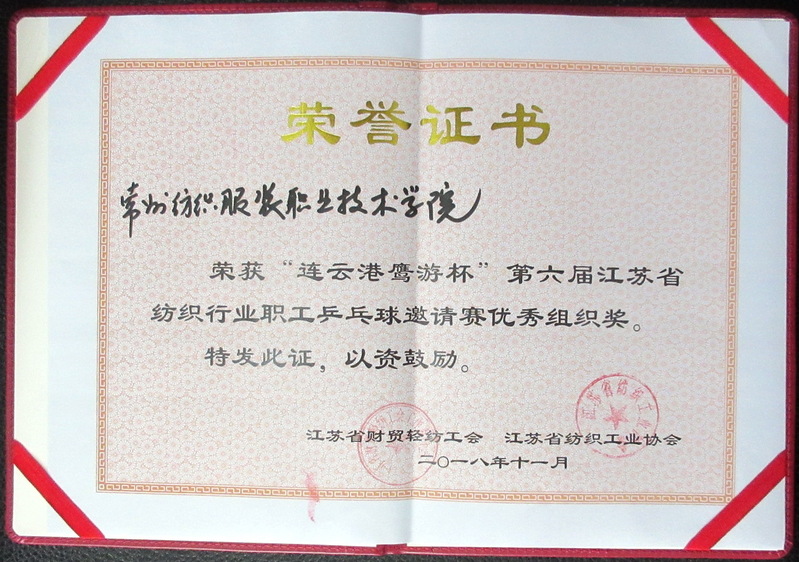 荣誉证书
常州纺织服装职业技术学院
荣获“连云港鹰游杯”第六届江苏省
纺织行业职工乒乓球邀请赛优秀组织奖。
特发此证，以资鼓励。
江苏省财贸轻纺工会 江苏省纺织工业协会
二〇一八年十一月